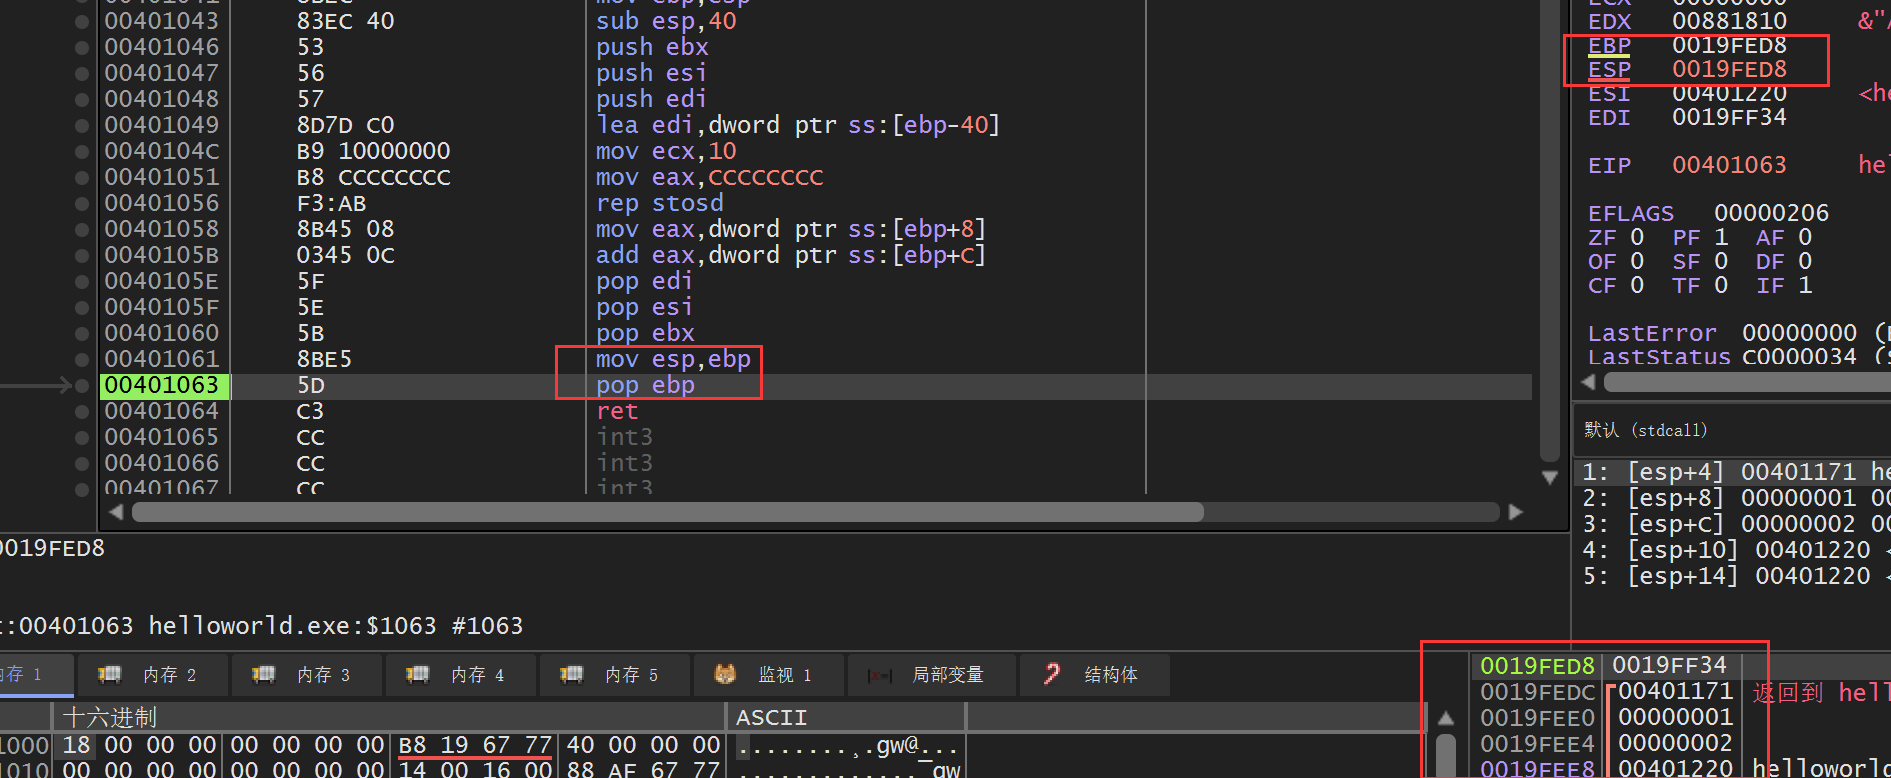 00401043 83EC 40 sub esp,40
00401046 53 push ebx
00401047 56 push esi
00401048 57 push edi
00401049 8D7D C0 lea edi,dword ptr ss:[ebp-40]
0040104C B9 10000000 mov ecx,10
00401051 B8 CCCCCCCC mov eax,CCCCCCCC
00401056 F3:AB rep stosd
00401058 8B45 08 mov eax,dword ptr ss:[ebp+8]
0040105B 0345 0C add eax,dword ptr ss:[ebp+C]
0040105E 5F pop edi
0040105F 5E pop esi
00401060 5B pop ebx
00401061 8BE5 mov esp,ebp
00401063 5D pop ebp
00401064 C3 ret
00401065 CC int3
00401066 CC int3
00401067 CC int3
EDX 00881810 &"
EBP 0019FED8
ESP 0019FED8
ESI 00401220 <he
EDI 0019FF34
EIP 00401063 he
EFLAGS 00000206
ZF 0 PF 1 AF 0
OF 0 SF 0 DF 0
CF 0 TF 0 IF 1
LastError 00000000
LastStatus C0000034
默认 (stdcall)
1: [esp+4] 00401171 he
2: [esp+8] 00000001 00
3: [esp+C] 00000002 00
4: [esp+10] 00401220
5: [esp+14] 00401220
0019FED8
:00401063 helloworld.exe:$1063 #1063
内存 1 内存 2 内存 3 内存 4 内存 5 监视 1 局部变量 结构体
十六进制 ASCII
1000 18 00 00 00 00 00 00 00 B8 19 67 77 40 00 00 00 .........¸.gw@...
1010 00 00 00 00 00 00 00 00 14 00 16 00 88 AF 67 77
0019FED8 0019FF34
0019FEDC 00401171 返回到 hell
0019FEE0 00000001
0019FEE4 00000002
0019FEE8 00401220 helloworld